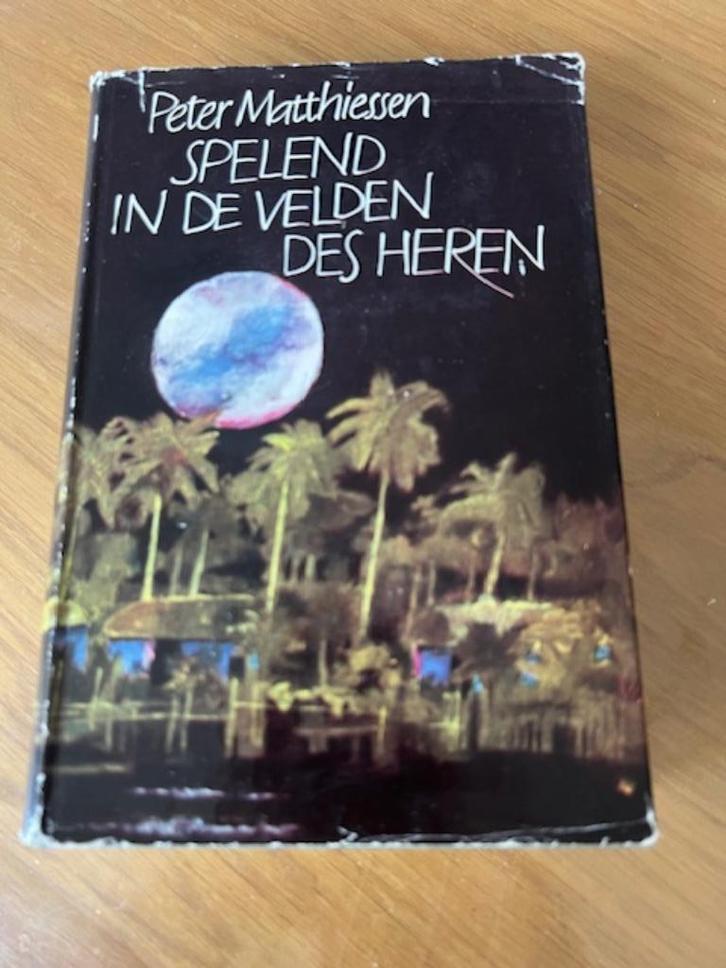 Peter Matthiessen
SPELEND
IN DE VELDEN
DES HEREN